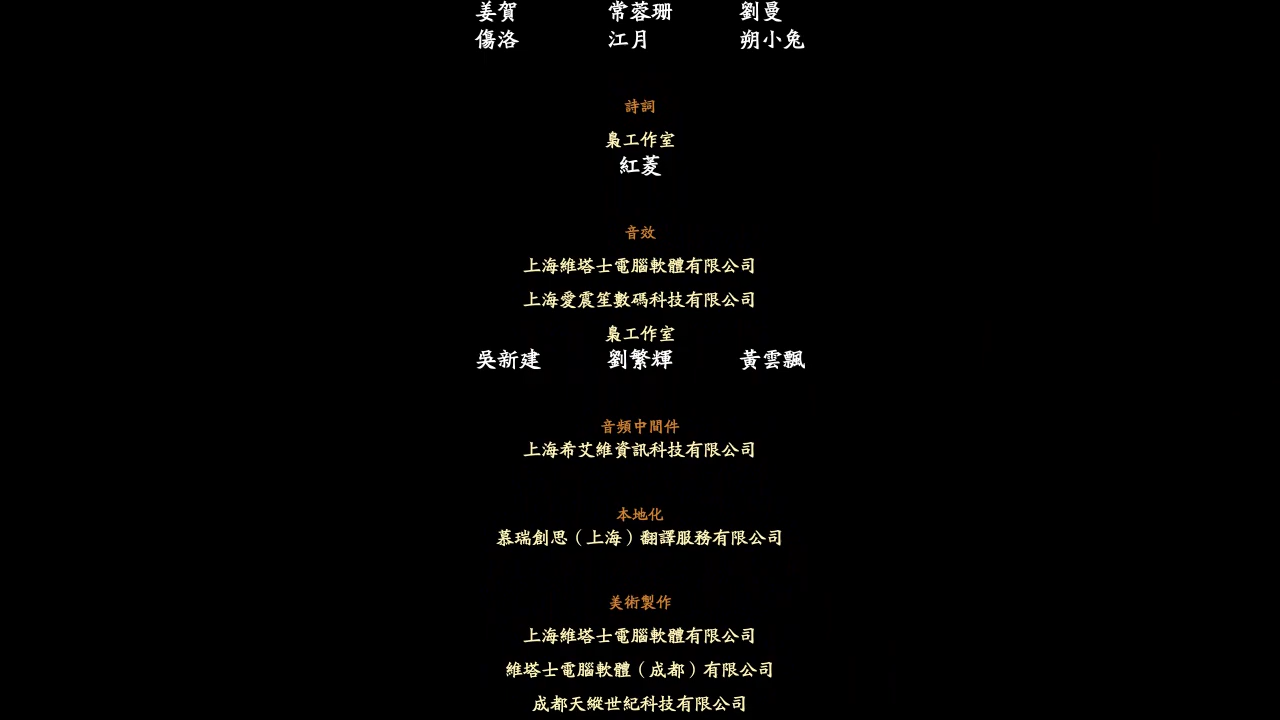 姜賀 常蓉珊 劉曼
傷洛 江月 朔小兔
詩詞
梟工作室
紅菱
音效
上海維塔士電腦軟體有限公司
上海愛震笙數碼科技有限公司
梟工作室
吳新建 劉繁輝 黃雲飄
音頻中間件
上海希艾維資訊科技有限公司
本地化
慕瑞創思（上海）翻譯服務有限公司
美術製作
上海維塔士電腦軟體有限公司
維塔士電腦軟體（成都）有限公司
成都天縱世紀科技有限公司